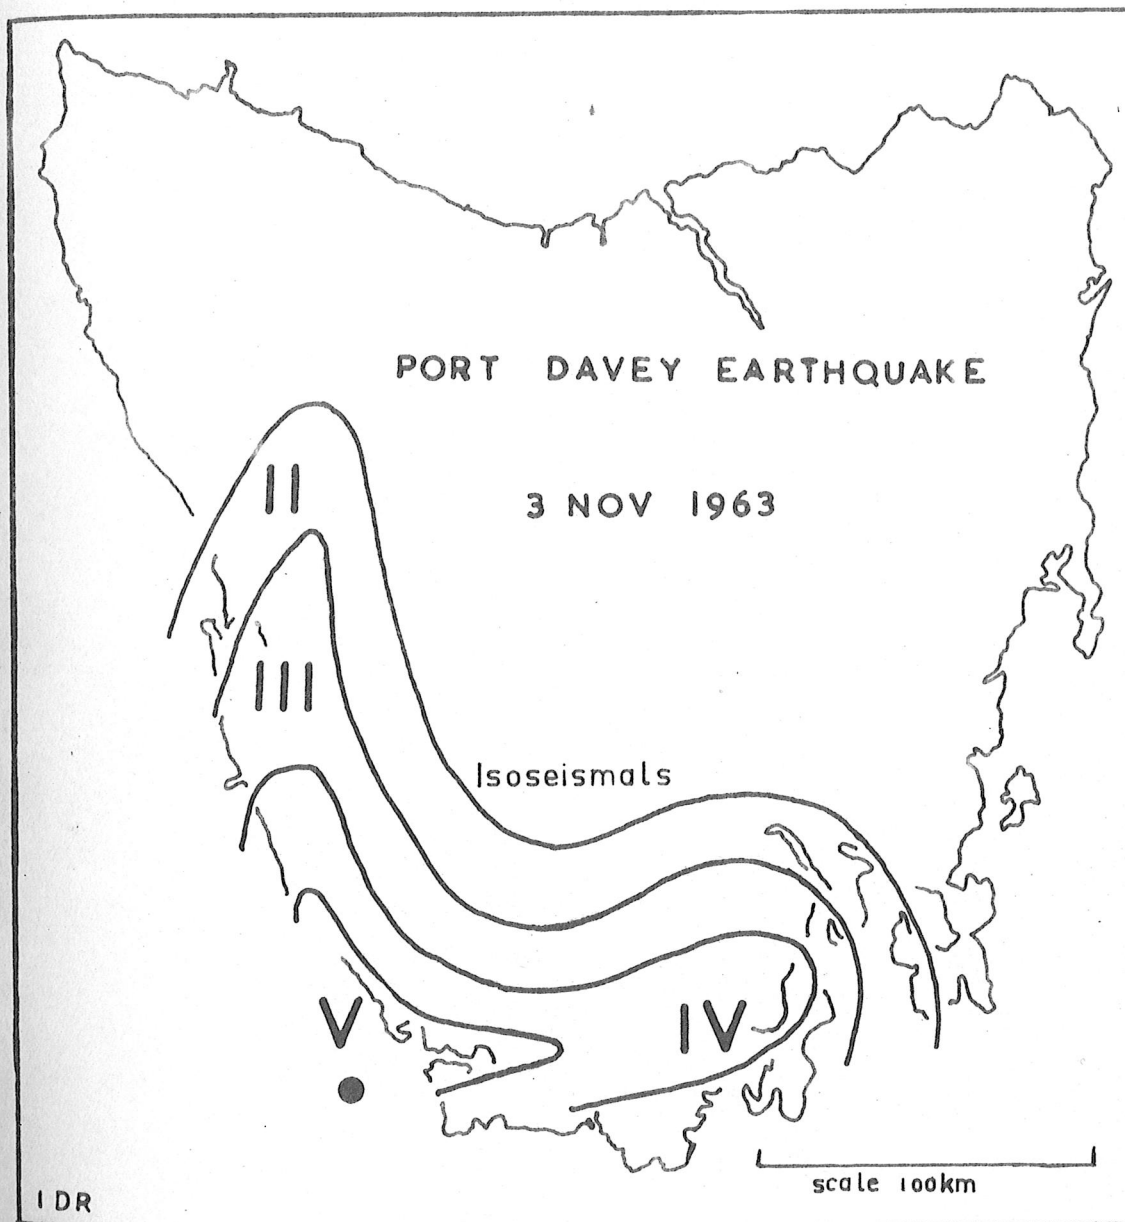 PORT DAVEY EARTHQUAKE
II
3 NOV 1963
III
Isoseismals
V
IV
scale 100km
IDR